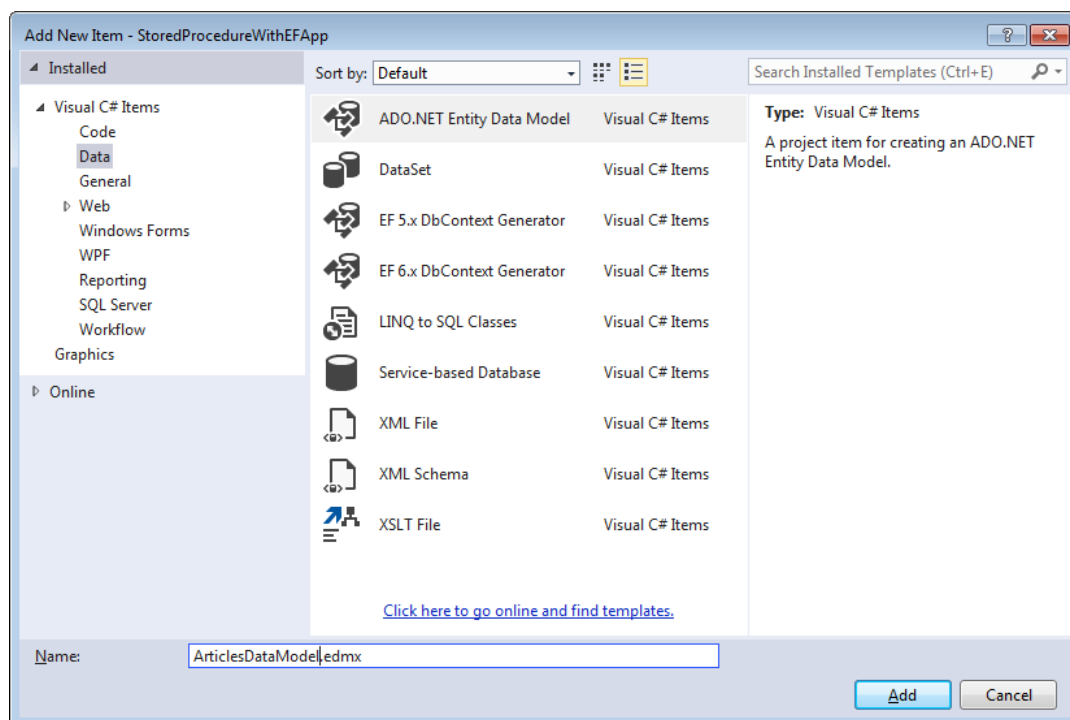 Add New Item - StoredProcedureWithEFApp
Installed
Sort by: Default
Search Installed Templates (Ctrl+E)
Visual C# Items
Code
Data
General
Web
Windows Forms
WPF
Reporting
SQL Server
Workflow
Graphics
Online
ADO.NET Entity Data Model Visual C# Items
DataSet Visual C# Items
EF 5.x DbContext Generator Visual C# Items
EF 6.x DbContext Generator Visual C# Items
LINQ to SQL Classes Visual C# Items
Service-based Database Visual C# Items
XML File Visual C# Items
XML Schema Visual C# Items
XSLT File Visual C# Items
Click here to go online and find templates.
Type: Visual C# Items
A project item for creating an ADO.NET
Entity Data Model.
Name: ArticlesDataModel.edmx
Add Cancel